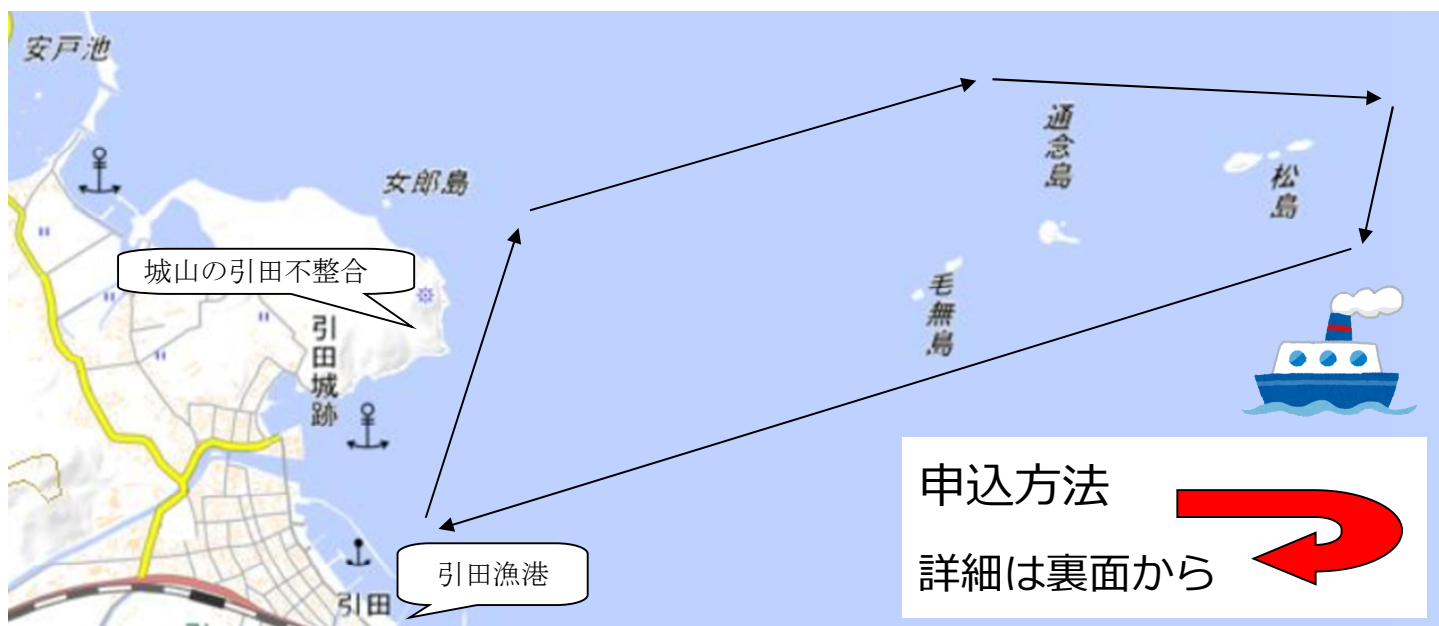 安戸池
女郎島
通念島
松島
城山の引田不整合
毛無島
引田城跡
申込方法
詳細は裏面から
引田漁港
引田